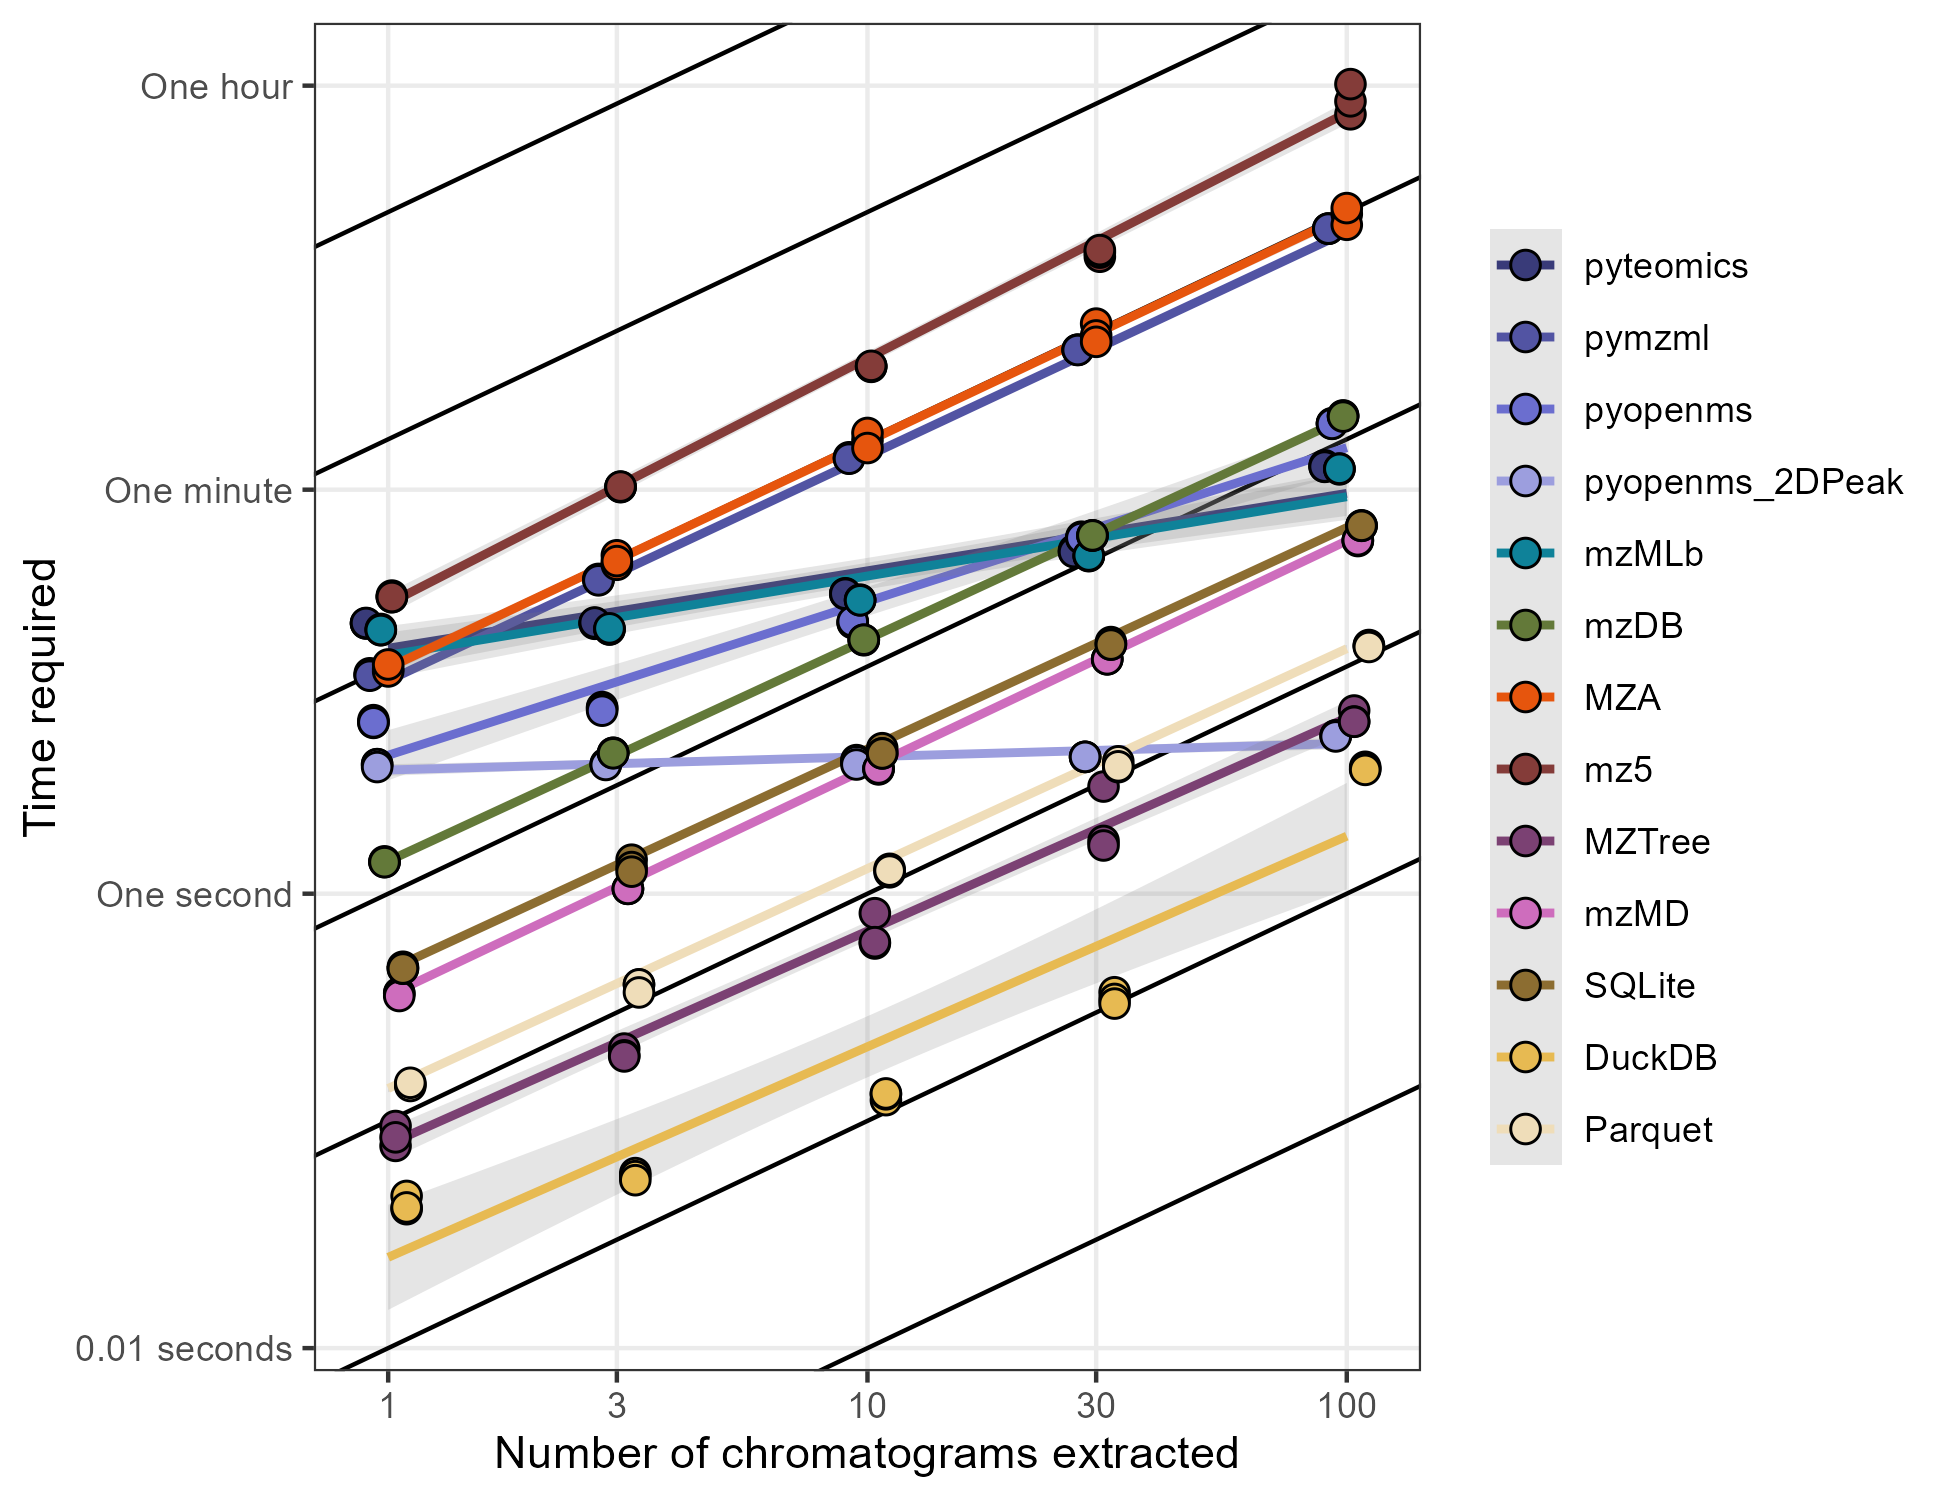 One hour
One minute
One second
0.01 seconds
Time required
1 3 10 30 100
Number of chromatograms extracted
pyteomics
pymzml
pyopenms
pyopenms_2DPeak
mzMLb
mzDB
MZA
mz5
MZTree
mzMD
SQLite
DuckDB
Parquet